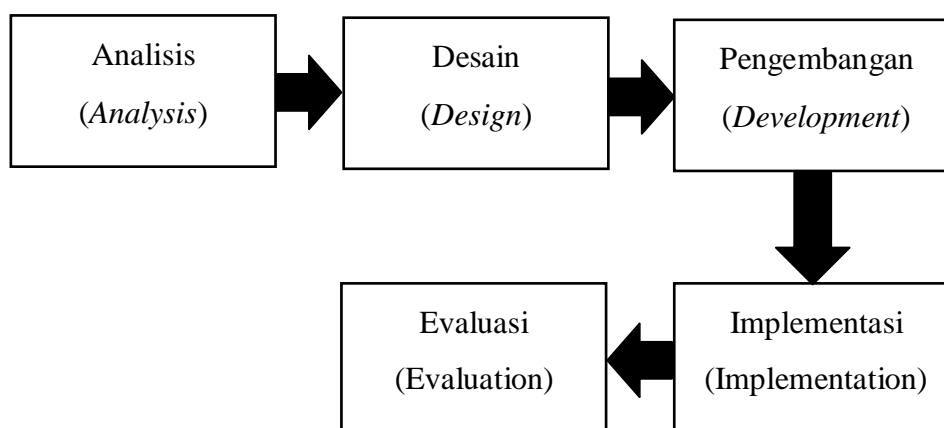 Analisis
(Analysis)
Desain
(Design)
Pengembangan
(Development)
Evaluasi
(Evaluation)
Implementasi
(Implementation)